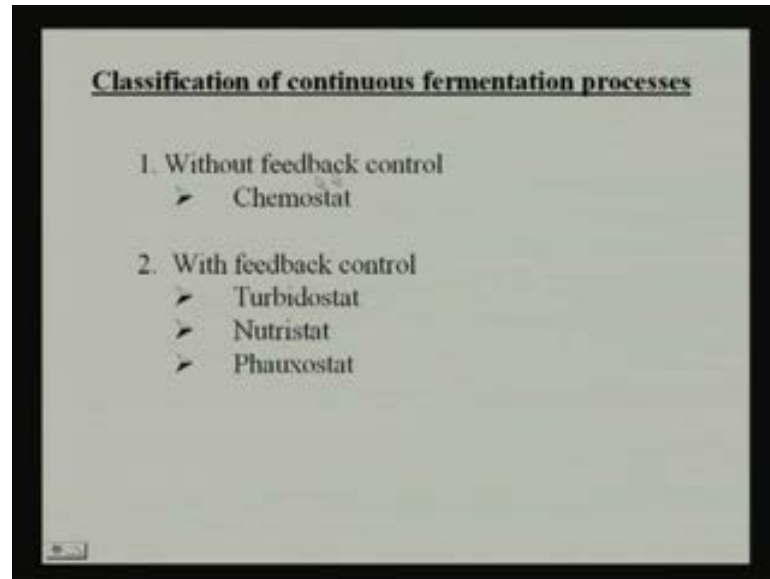 Classification of continuous fermentation processes
1. Without feedback control
➤ Chemostat
2. With feedback control
➤ Turbidostat
➤ Nutristat
➤ Phauxostat